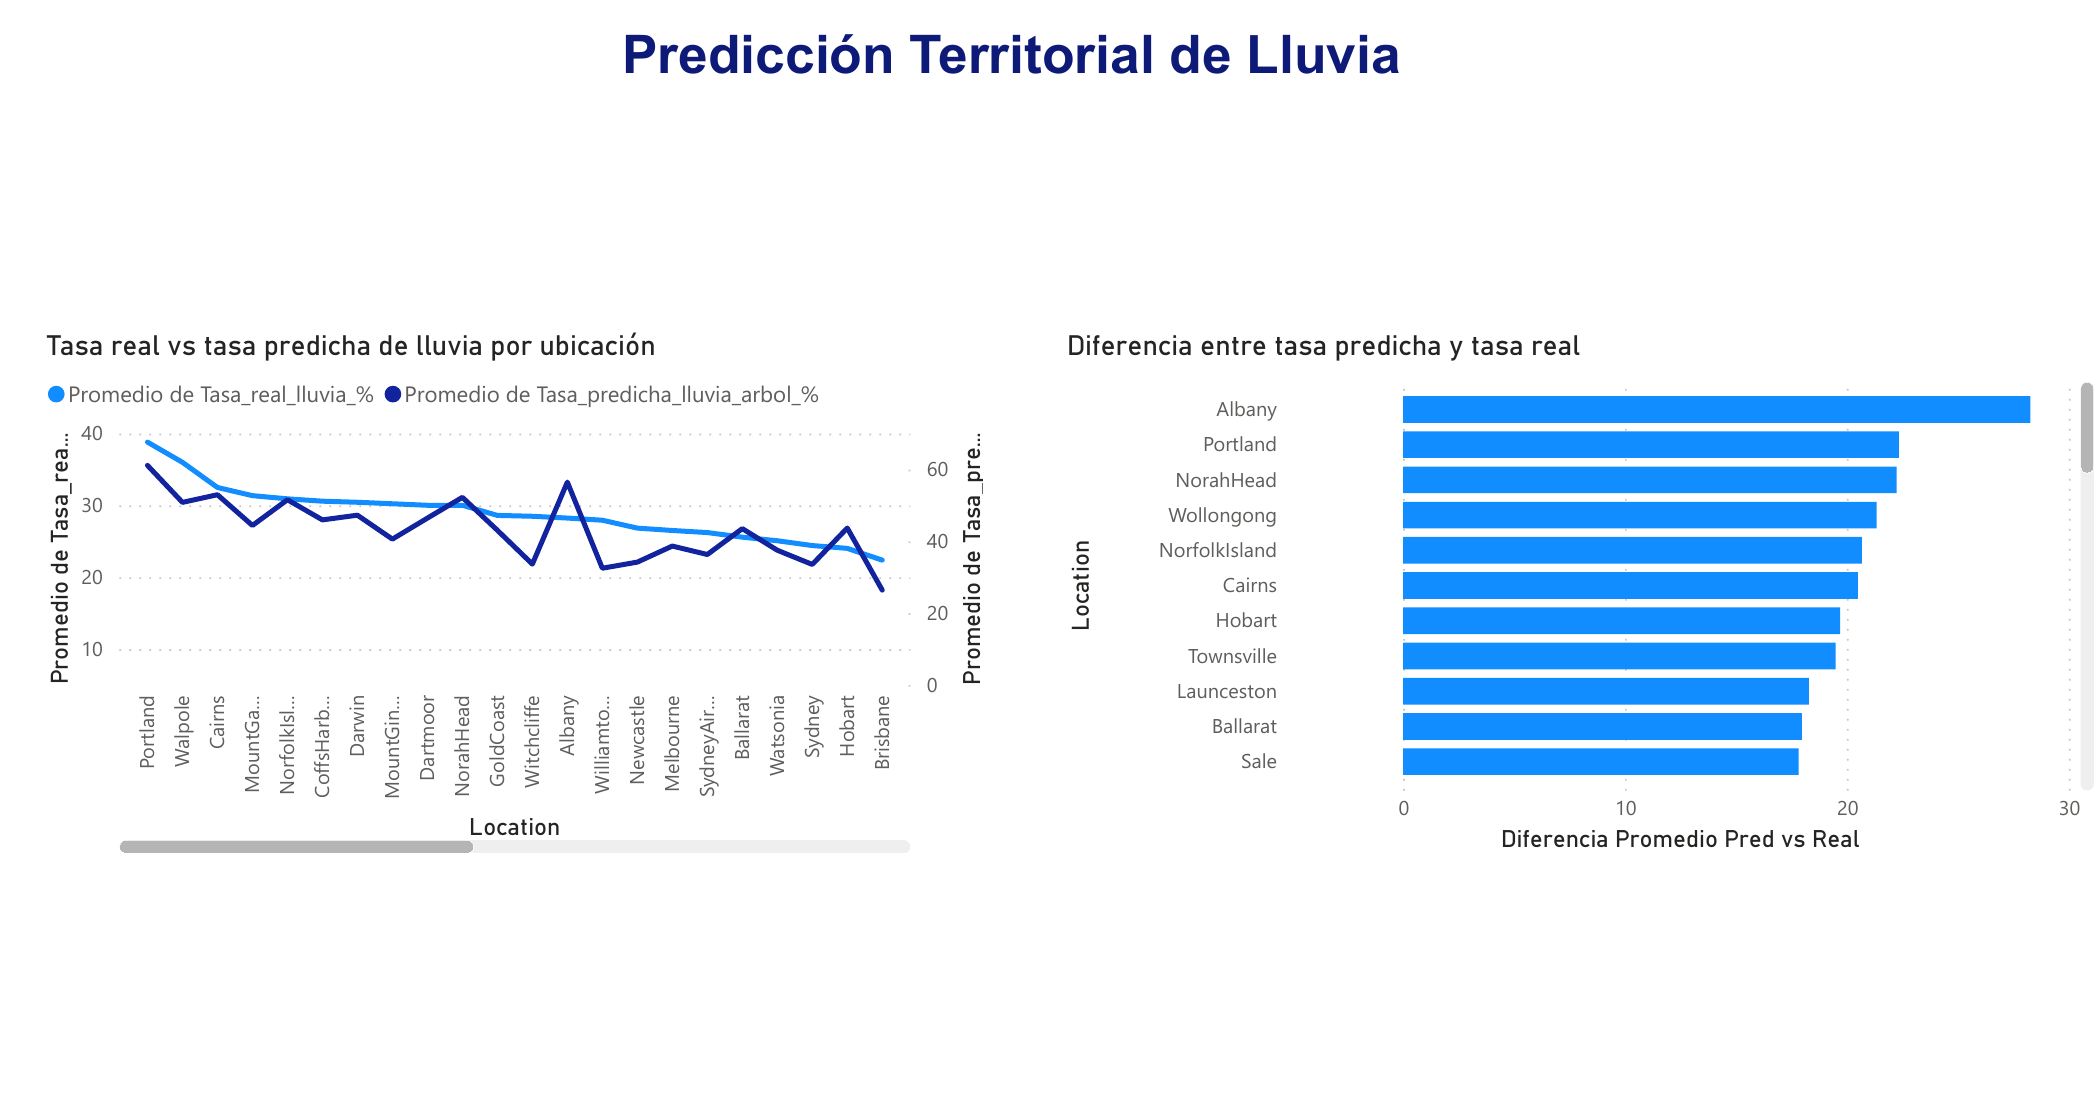 Predicción Territorial de Lluvia
Tasa real vs tasa predicha de lluvia por ubicación
Promedio de Tasa_real_lluvia_%
Promedio de Tasa_predicha_lluvia_arbol_%
Promedio de Tasa_rea...
40
30
20
10
60
40
20
0
Promedio de Tasa_pre...
Portland
Walpole
Cairns
MountGa...
NorfolkIsl...
CoffsHarb...
Darwin
MountGin...
Dartmoor
NorahHead
GoldCoast
Witchcliffe
Albany
Williamto...
Newcastle
Melbourne
SydneyAir...
Ballarat
Watsonia
Sydney
Hobart
Brisbane
Location
Diferencia entre tasa predicha y tasa real
Location
Albany
Portland
NorahHead
Wollongong
NorfolkIsland
Cairns
Hobart
Townsville
Launceston
Ballarat
Sale
0
10
20
30
Diferencia Promedio Pred vs Real